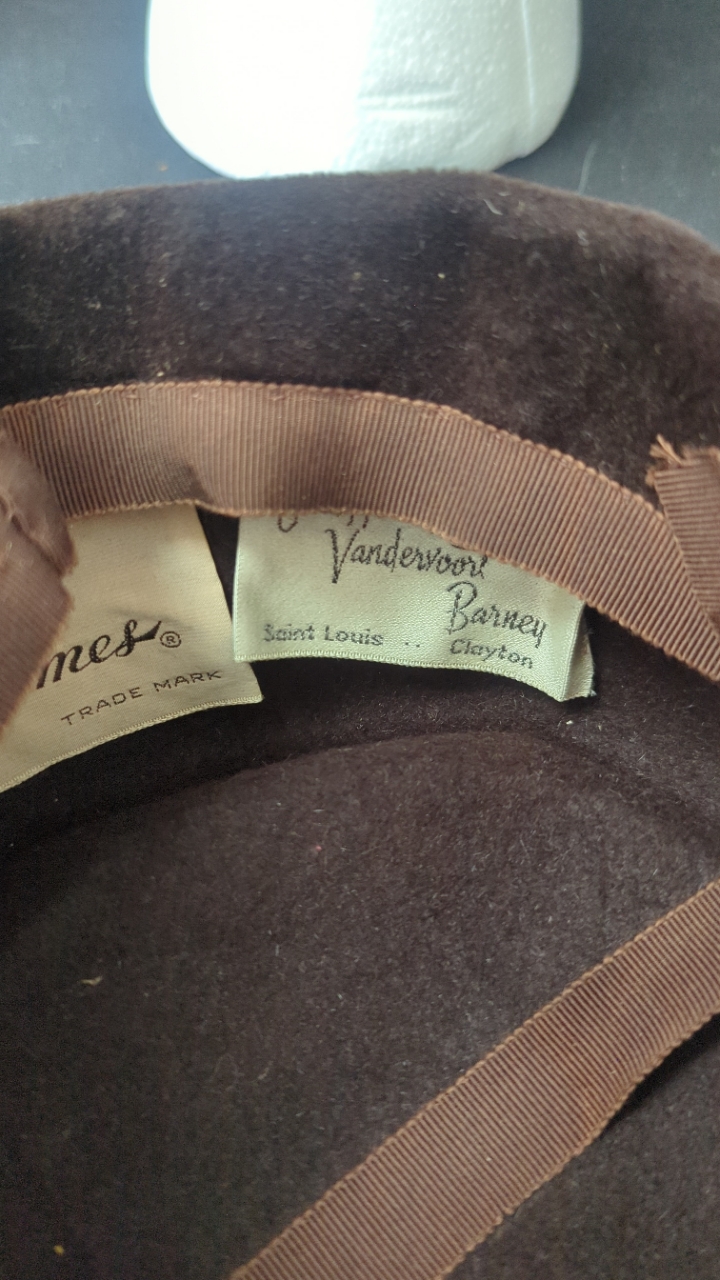 mes®
TRADE MARK
Vandervoort
Barney
Saint Louis .. Clayton